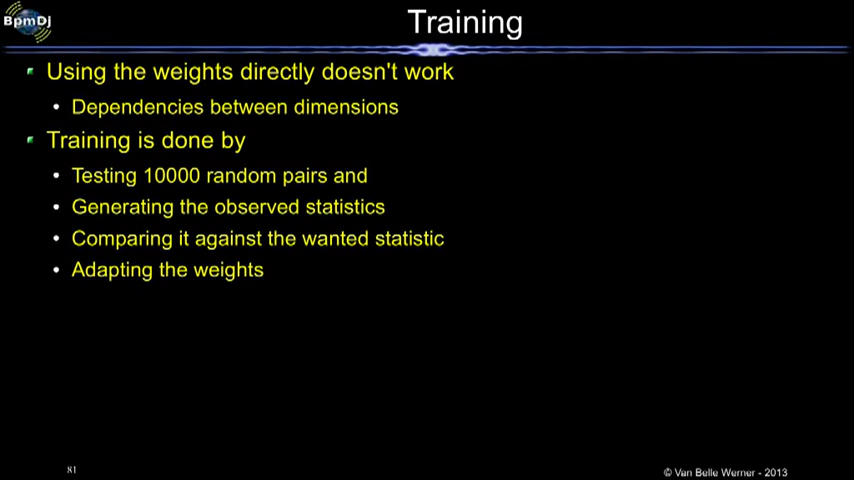 BpmDj
Training
Using the weights directly doesn't work
Dependencies between dimensions
Training is done by
Testing 10000 random pairs and
Generating the observed statistics
Comparing it against the wanted statistic
Adapting the weights
81
© Van Belle Werner - 2013